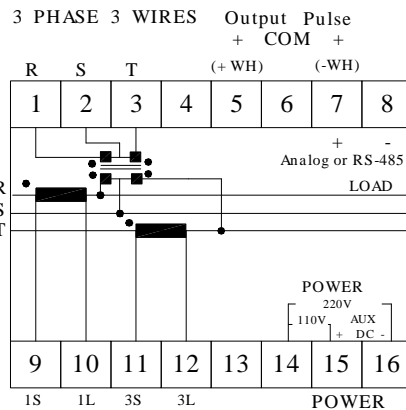 3 PHASE 3 WIRES Output Pulse
+ COM +
(+WH) (-WH)
R S T
1 2 3 4 5 6 7 8
+ -
Analog or RS-485
R LOAD
S
T
POWER
220V
110V AUX
+ DC -
9 10 11 12 13 14 15 16
1S 1L 3S 3L POWER